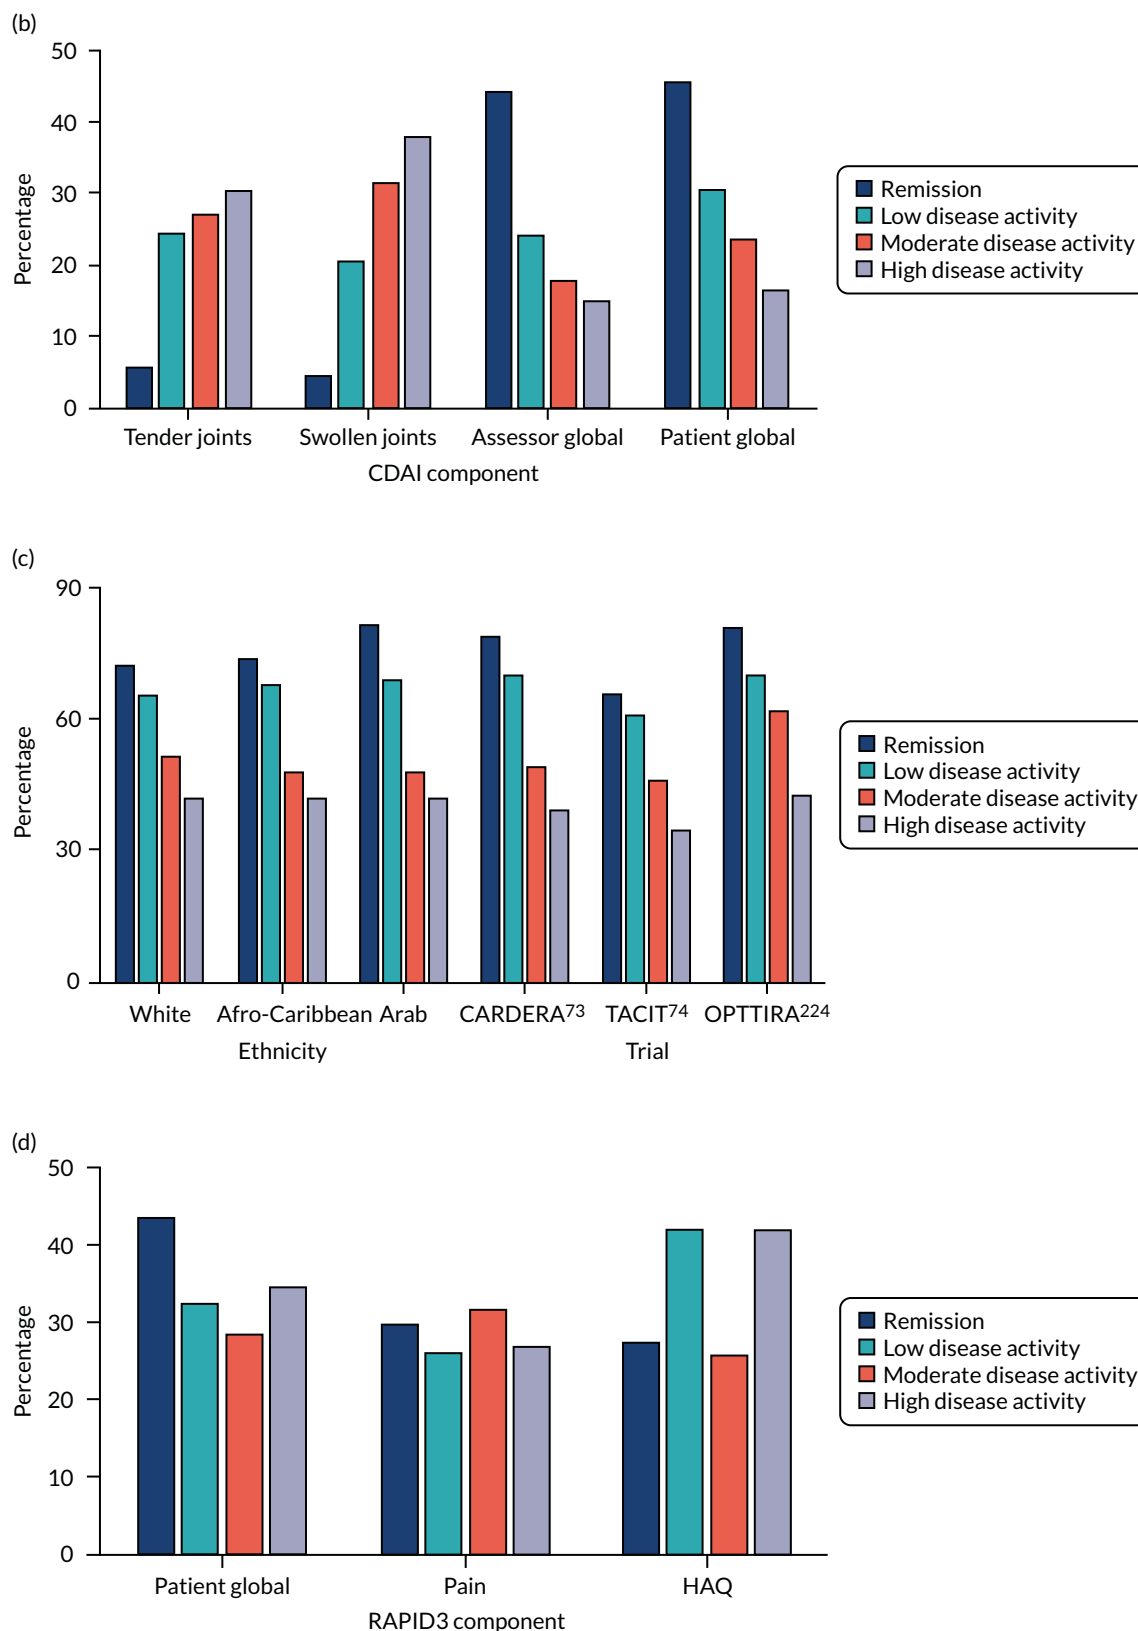 (b)
50
40
30
20
10
0
Percentage
Tender joints Swollen joints Assessor global Patient global
CDAI component
Remission
Low disease activity
Moderate disease activity
High disease activity
(c)
90
60
30
0
Percentage
White Afro-Caribbean Arab CARDERA73 TACIT74 OPTTIRA224
Ethnicity Trial
Remission
Low disease activity
Moderate disease activity
High disease activity
(d)
50
40
30
20
10
0
Percentage
Patient global Pain HAQ
RAPID3 component
Remission
Low disease activity
Moderate disease activity
High disease activity